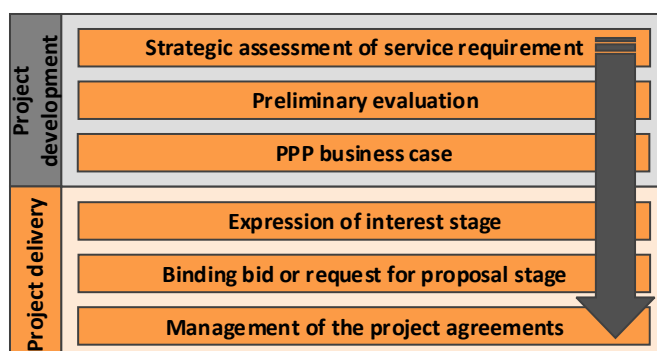 Project
development
Strategic assessment of service requirement
Preliminary evaluation
PPP business case
Project delivery
Expression of interest stage
Binding bid or request for proposal stage
Management of the project agreements